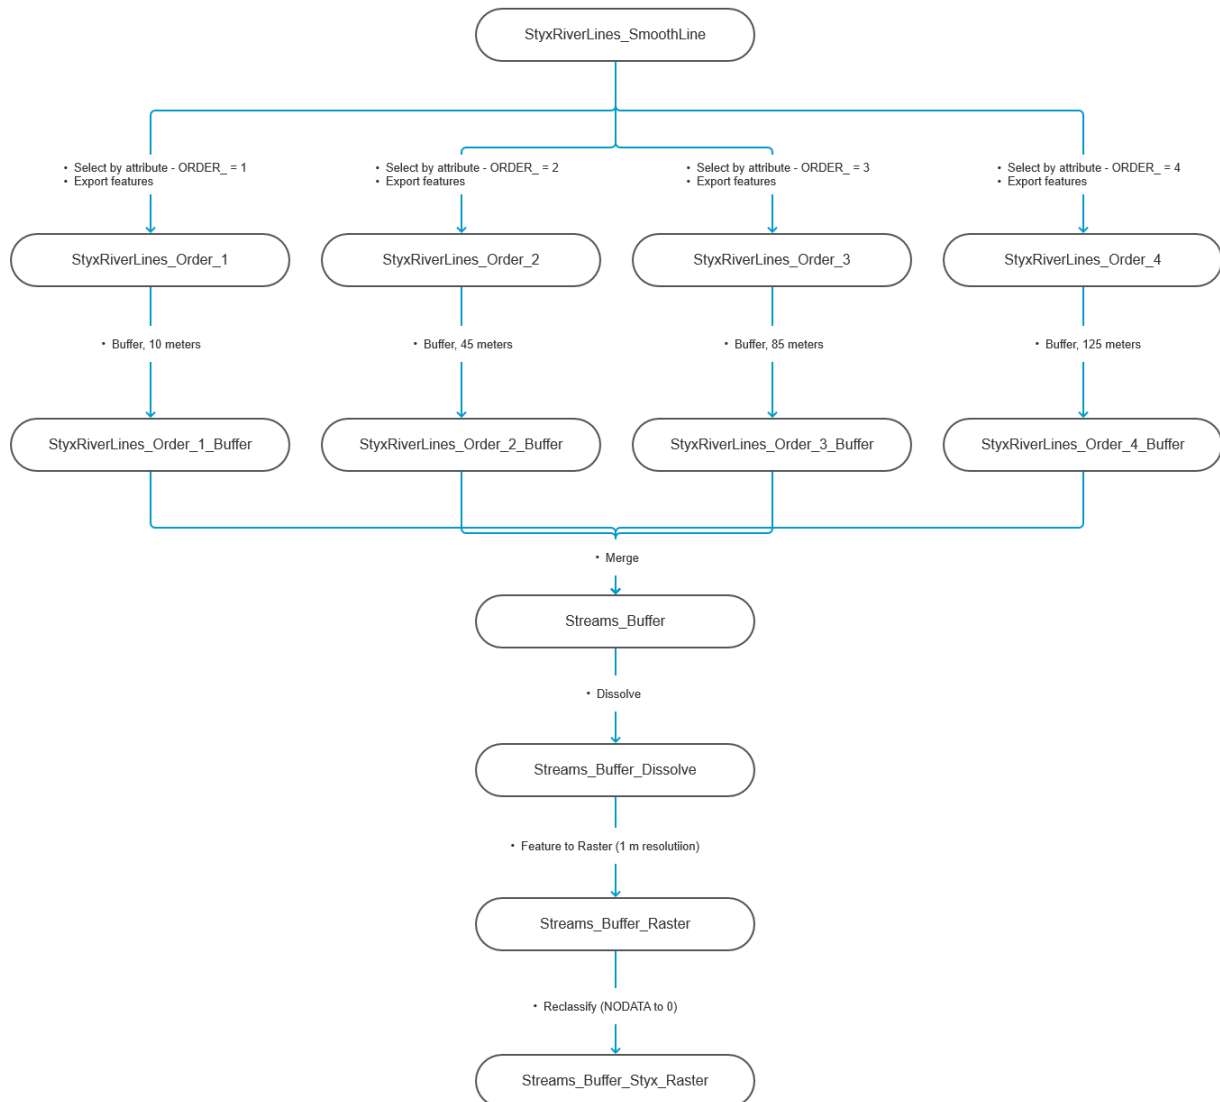 StyxRiverLines_SmoothLine
• Select by attribute - ORDER_ = 1
• Export features
• Select by attribute - ORDER_ = 2
• Export features
• Select by attribute - ORDER_ = 3
• Export features
• Select by attribute - ORDER_ = 4
• Export features
StyxRiverLines_Order_1
StyxRiverLines_Order_2
StyxRiverLines_Order_3
StyxRiverLines_Order_4
• Buffer, 10 meters
• Buffer, 45 meters
• Buffer, 85 meters
• Buffer, 125 meters
StyxRiverLines_Order_1_Buffer
StyxRiverLines_Order_2_Buffer
StyxRiverLines_Order_3_Buffer
StyxRiverLines_Order_4_Buffer
• Merge
Streams_Buffer
• Dissolve
Streams_Buffer_Dissolve
• Feature to Raster (1 m resolutiion)
Streams_Buffer_Raster
• Reclassify (NODATA to 0)
Streams_Buffer_Styx_Raster